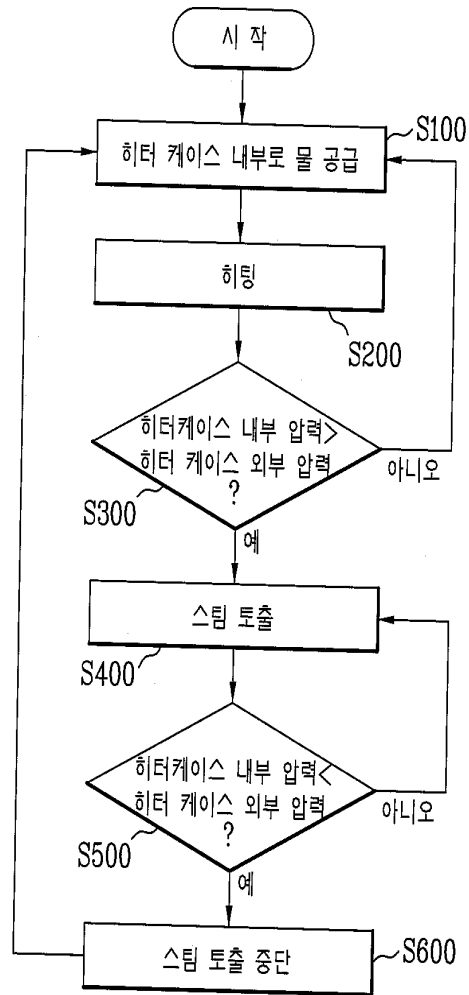 시 작
S100
히터 케이스 내부로 물 공급
히팅
S200
히터케이스 내부 압력>
히터 케이스 외부 압력
?
아니오
S300
예
스팀 토출
S400
히터케이스 내부 압력<
히터 케이스 외부 압력
?
아니오
S500
예
스팀 토출 중단
S600